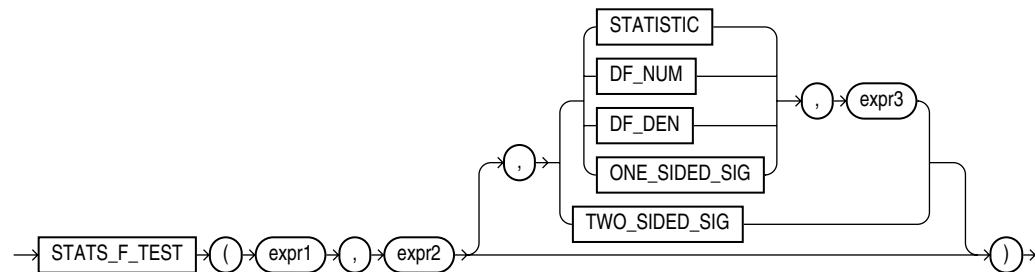 STATISTIC
DF_NUM
, expr3
DF_DEN
,
ONE_SIDED_SIG
TWO_SIDED_SIG
STATS_F_TEST ( expr1 , expr2 )